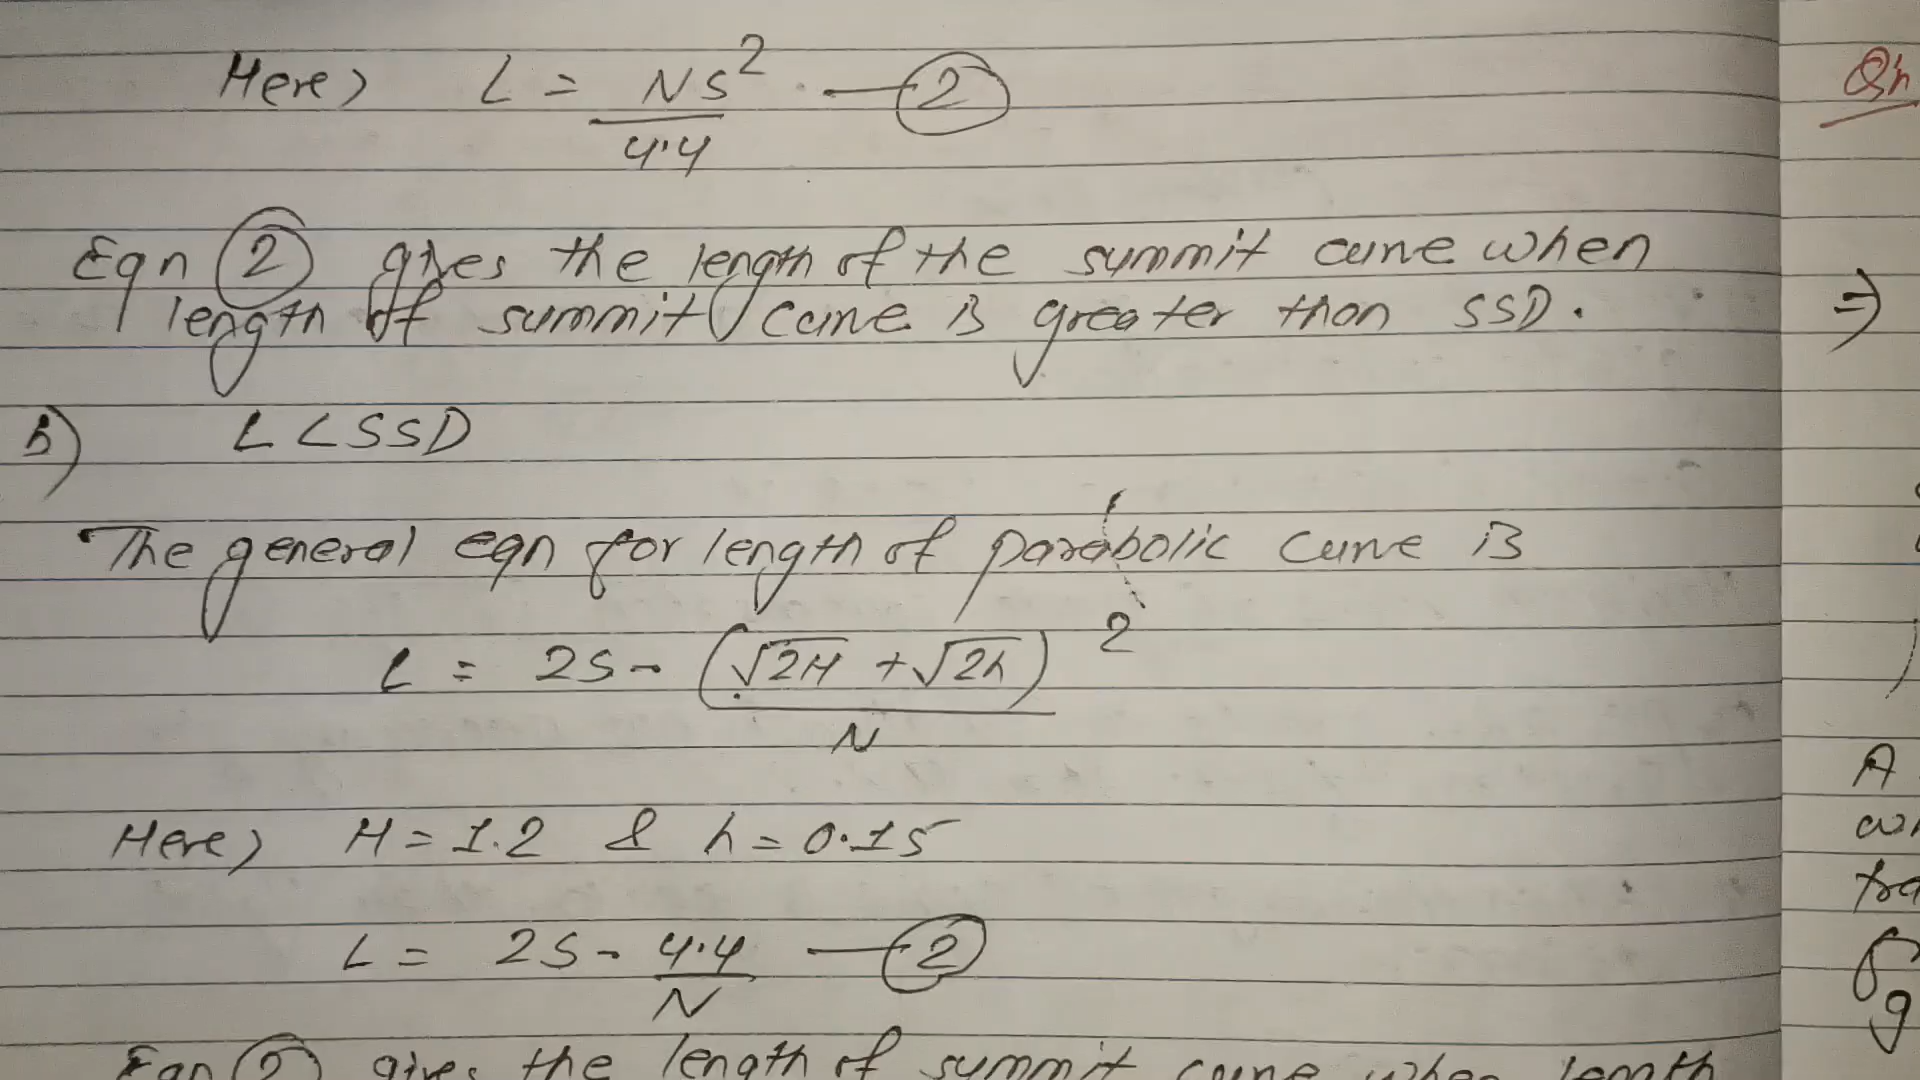 Here, L = NS² — (2)
4.4
Eqn (2) gives the length of the summit curve when
length of summit curve is greater than SSD.
b) L < SSD
The general eqn for length of parabolic curve is
L = 2S - (√2H + √2h)²
N
Here, H = 1.2 & h = 0.15
L = 2S - 4.4 — (2)
N
Eqn (2) gives the length of summit curve when length
Q'n
⇒
A